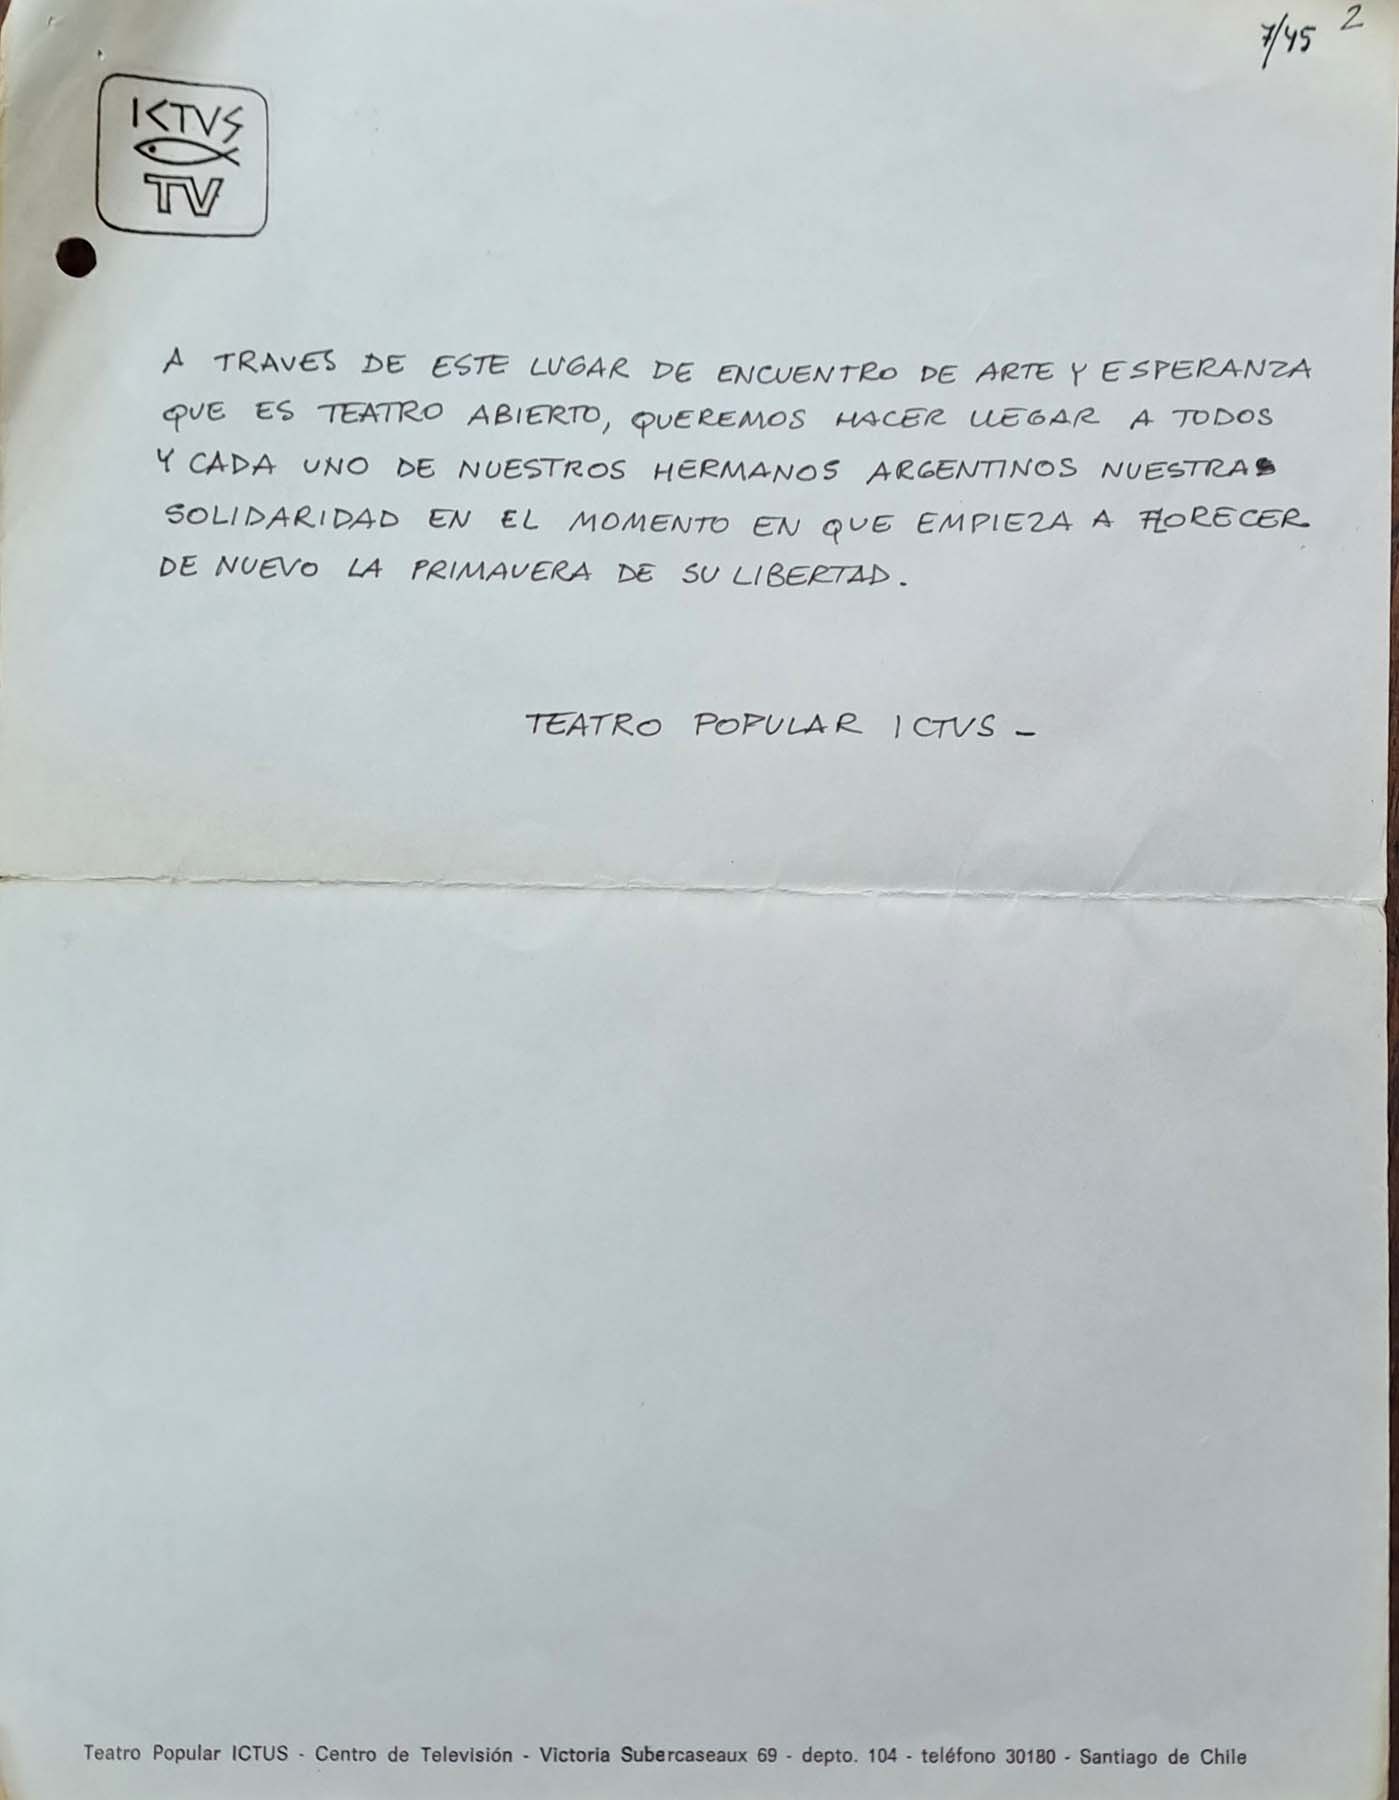 7/45 2
ICTVS
TV
A TRAVES DE ESTE LUGAR DE ENCUENTRO DE ARTE Y ESPERANZA
QUE ES TEATRO ABIERTO, QUEREMOS HACER LLEGAR A TODOS
Y CADA UNO DE NUESTROS HERMANOS ARGENTINOS NUESTRA
SOLIDARIDAD EN EL MOMENTO EN QUE EMPIEZA A FLORECER
DE NUEVO LA PRIMAVERA DE SU LIBERTAD.
TEATRO POPULAR ICTUS -
Teatro Popular ICTUS - Centro de Televisión - Victoria Subercaseaux 69 - depto. 104 - teléfono 30180 - Santiago de Chile